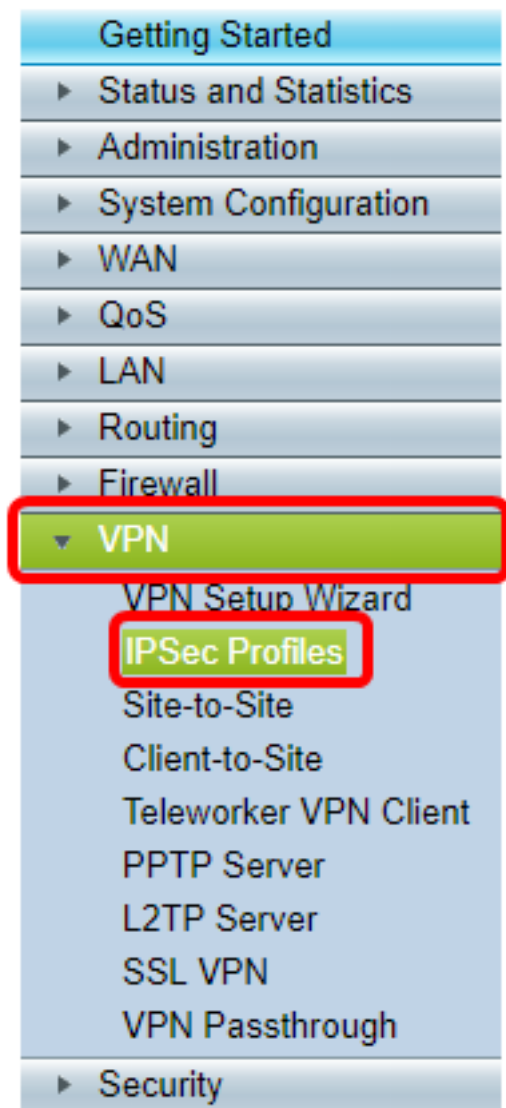 Getting Started
Status and Statistics
Administration
System Configuration
WAN
QoS
LAN
Routing
Firewall
VPN
VPN Setup Wizard
IPSec Profiles
Site-to-Site
Client-to-Site
Teleworker VPN Client
PPTP Server
L2TP Server
SSL VPN
VPN Passthrough
Security